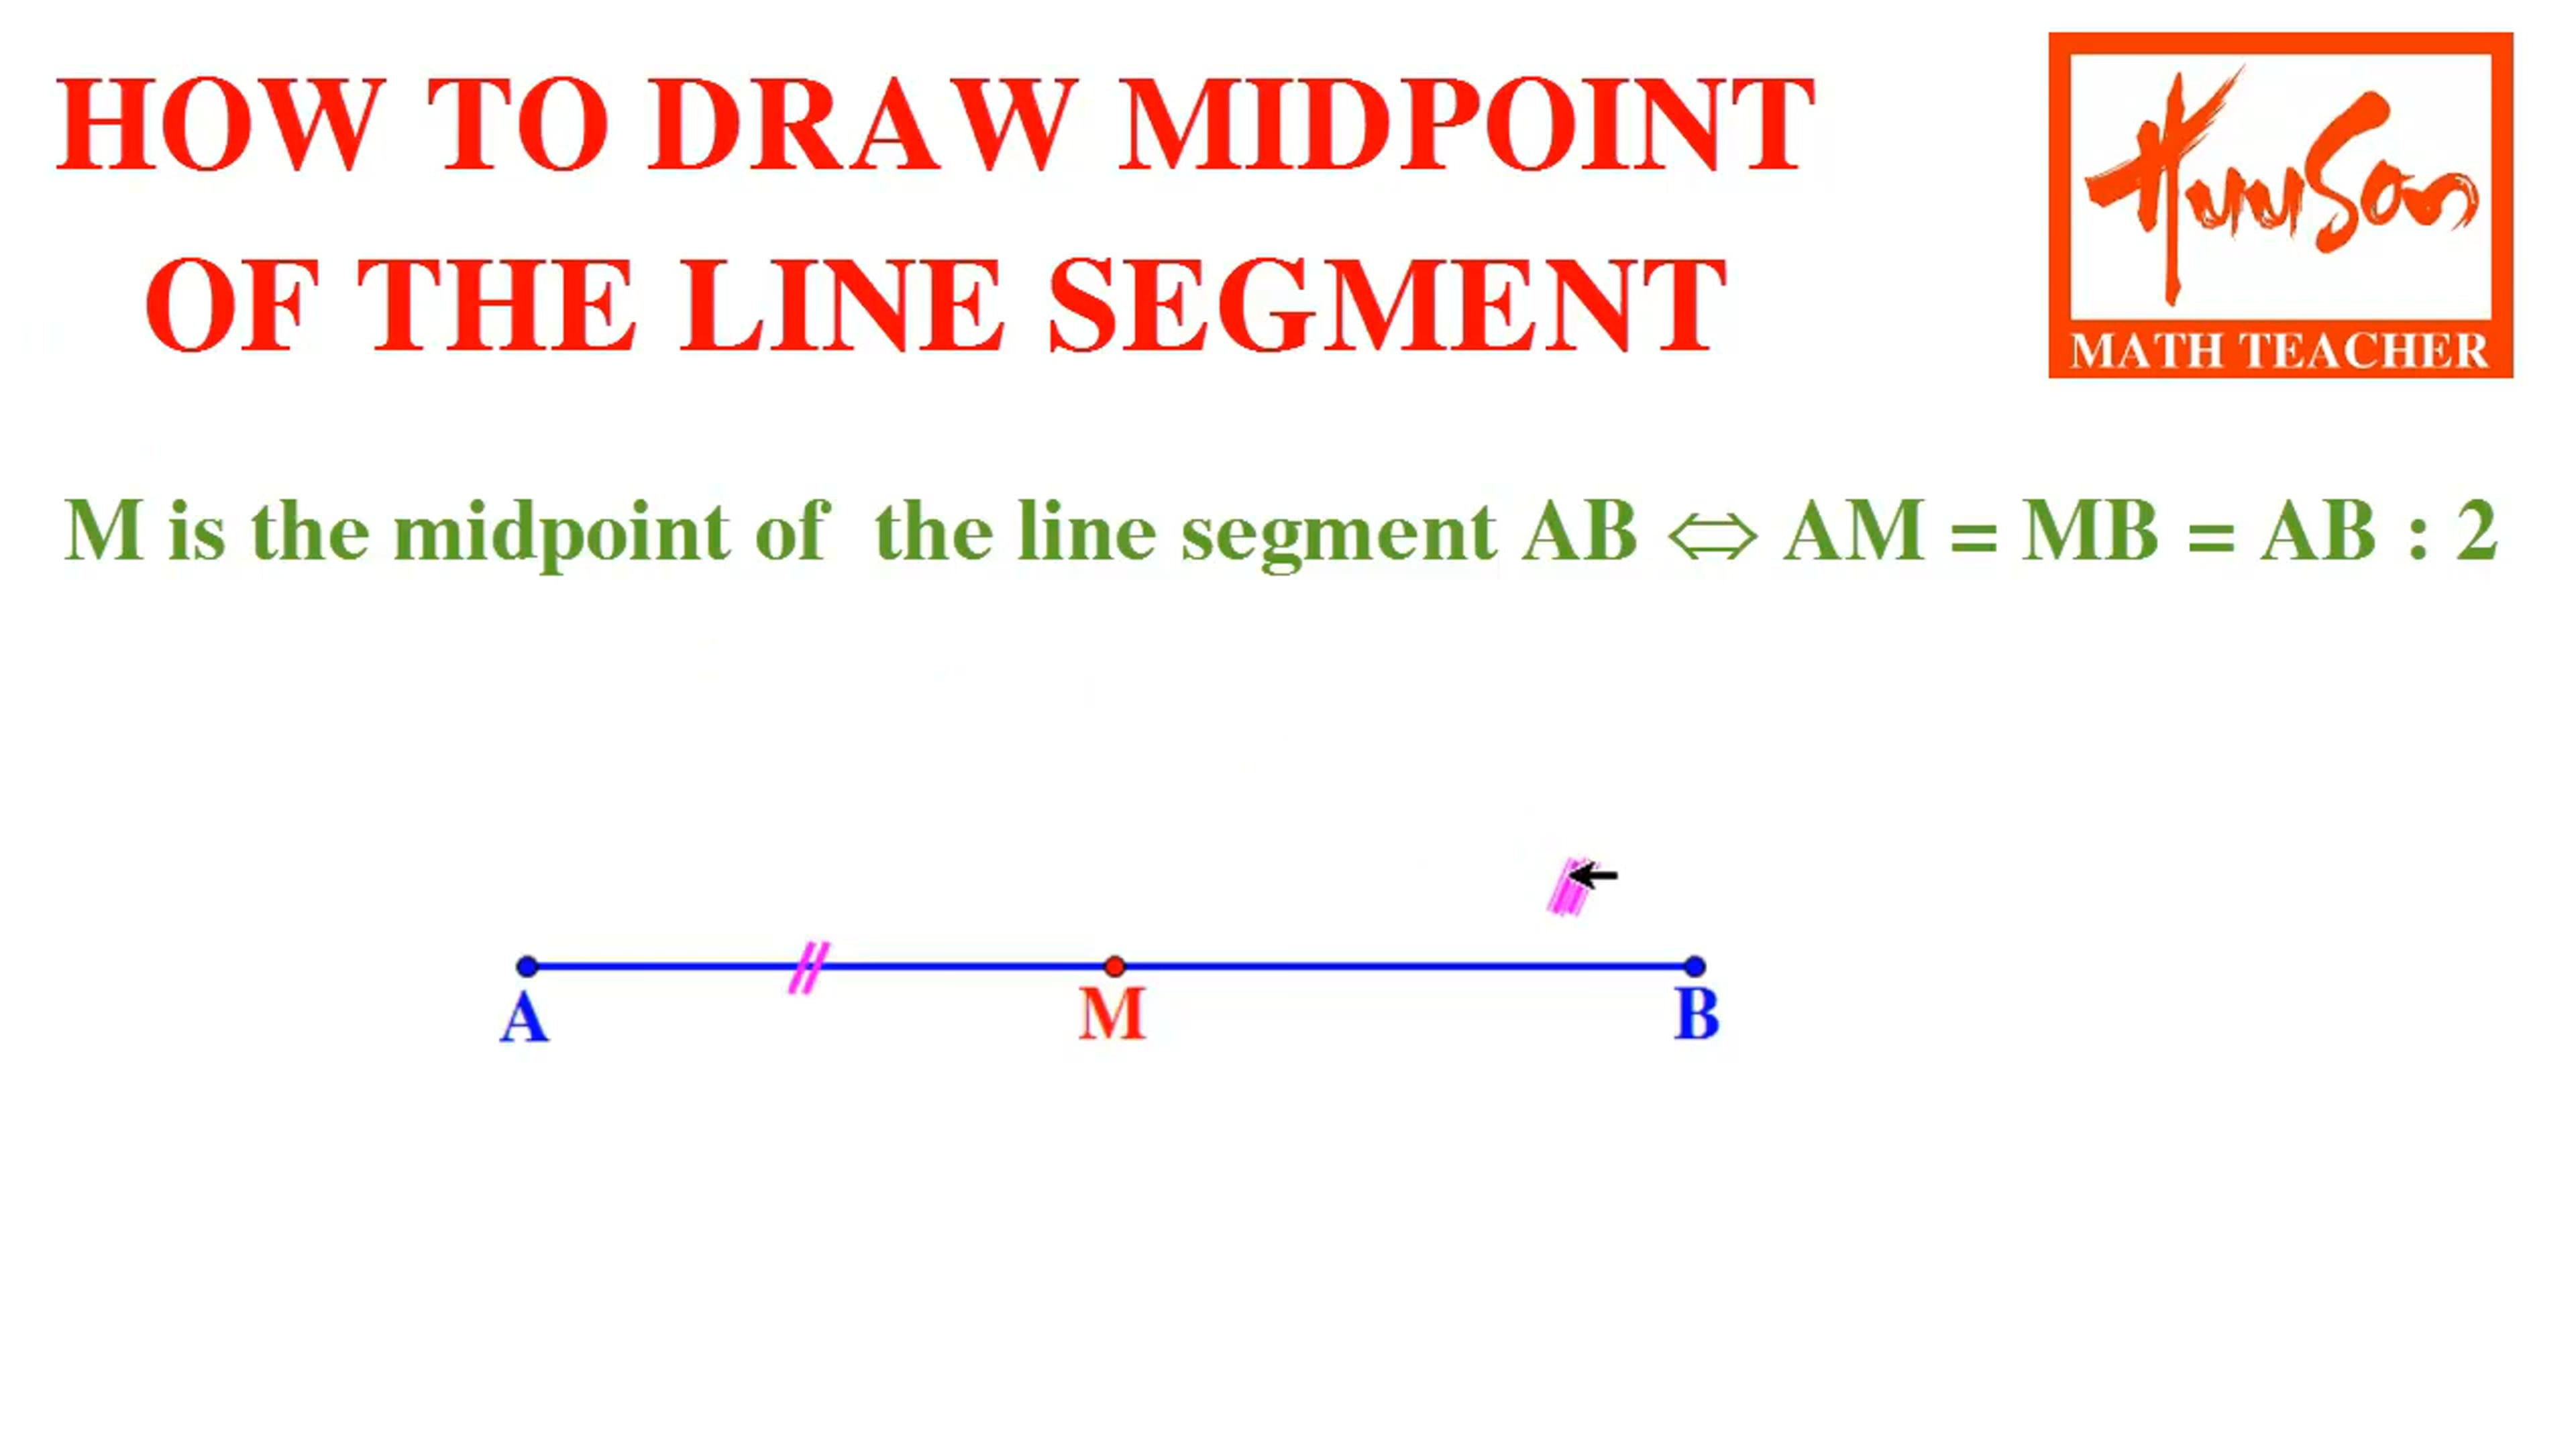 HOW TO DRAW MIDPOINT
OF THE LINE SEGMENT
HuuSon
MATH TEACHER
M is the midpoint of the line segment AB ⇔ AM = MB = AB : 2
A M B